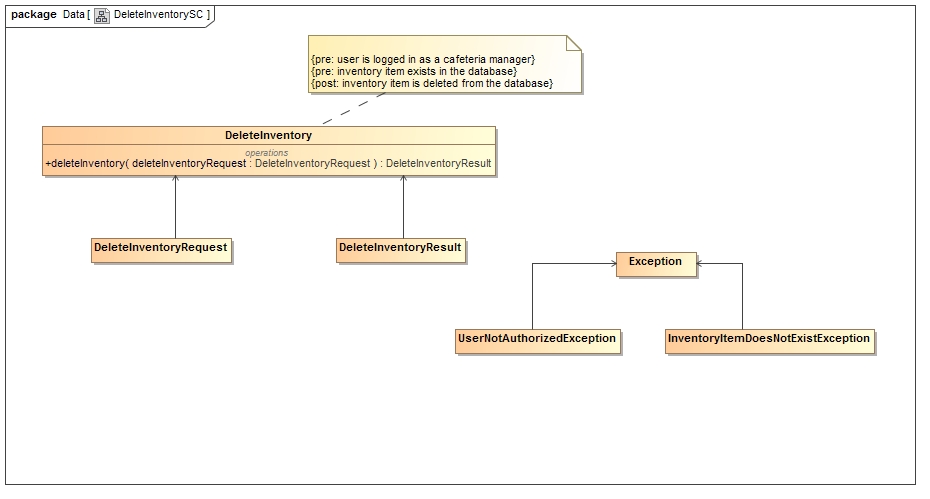 package Data [ DeleteInventorySC ]
{pre: user is logged in as a cafeteria manager}
{pre: inventory item exists in the database}
{post: inventory item is deleted from the database}
DeleteInventory
operations
+deleteInventory( deleteInventoryRequest : DeleteInventoryRequest ) : DeleteInventoryResult
DeleteInventoryRequest
DeleteInventoryResult
Exception
UserNotAuthorizedException
InventoryItemDoesNotExistException